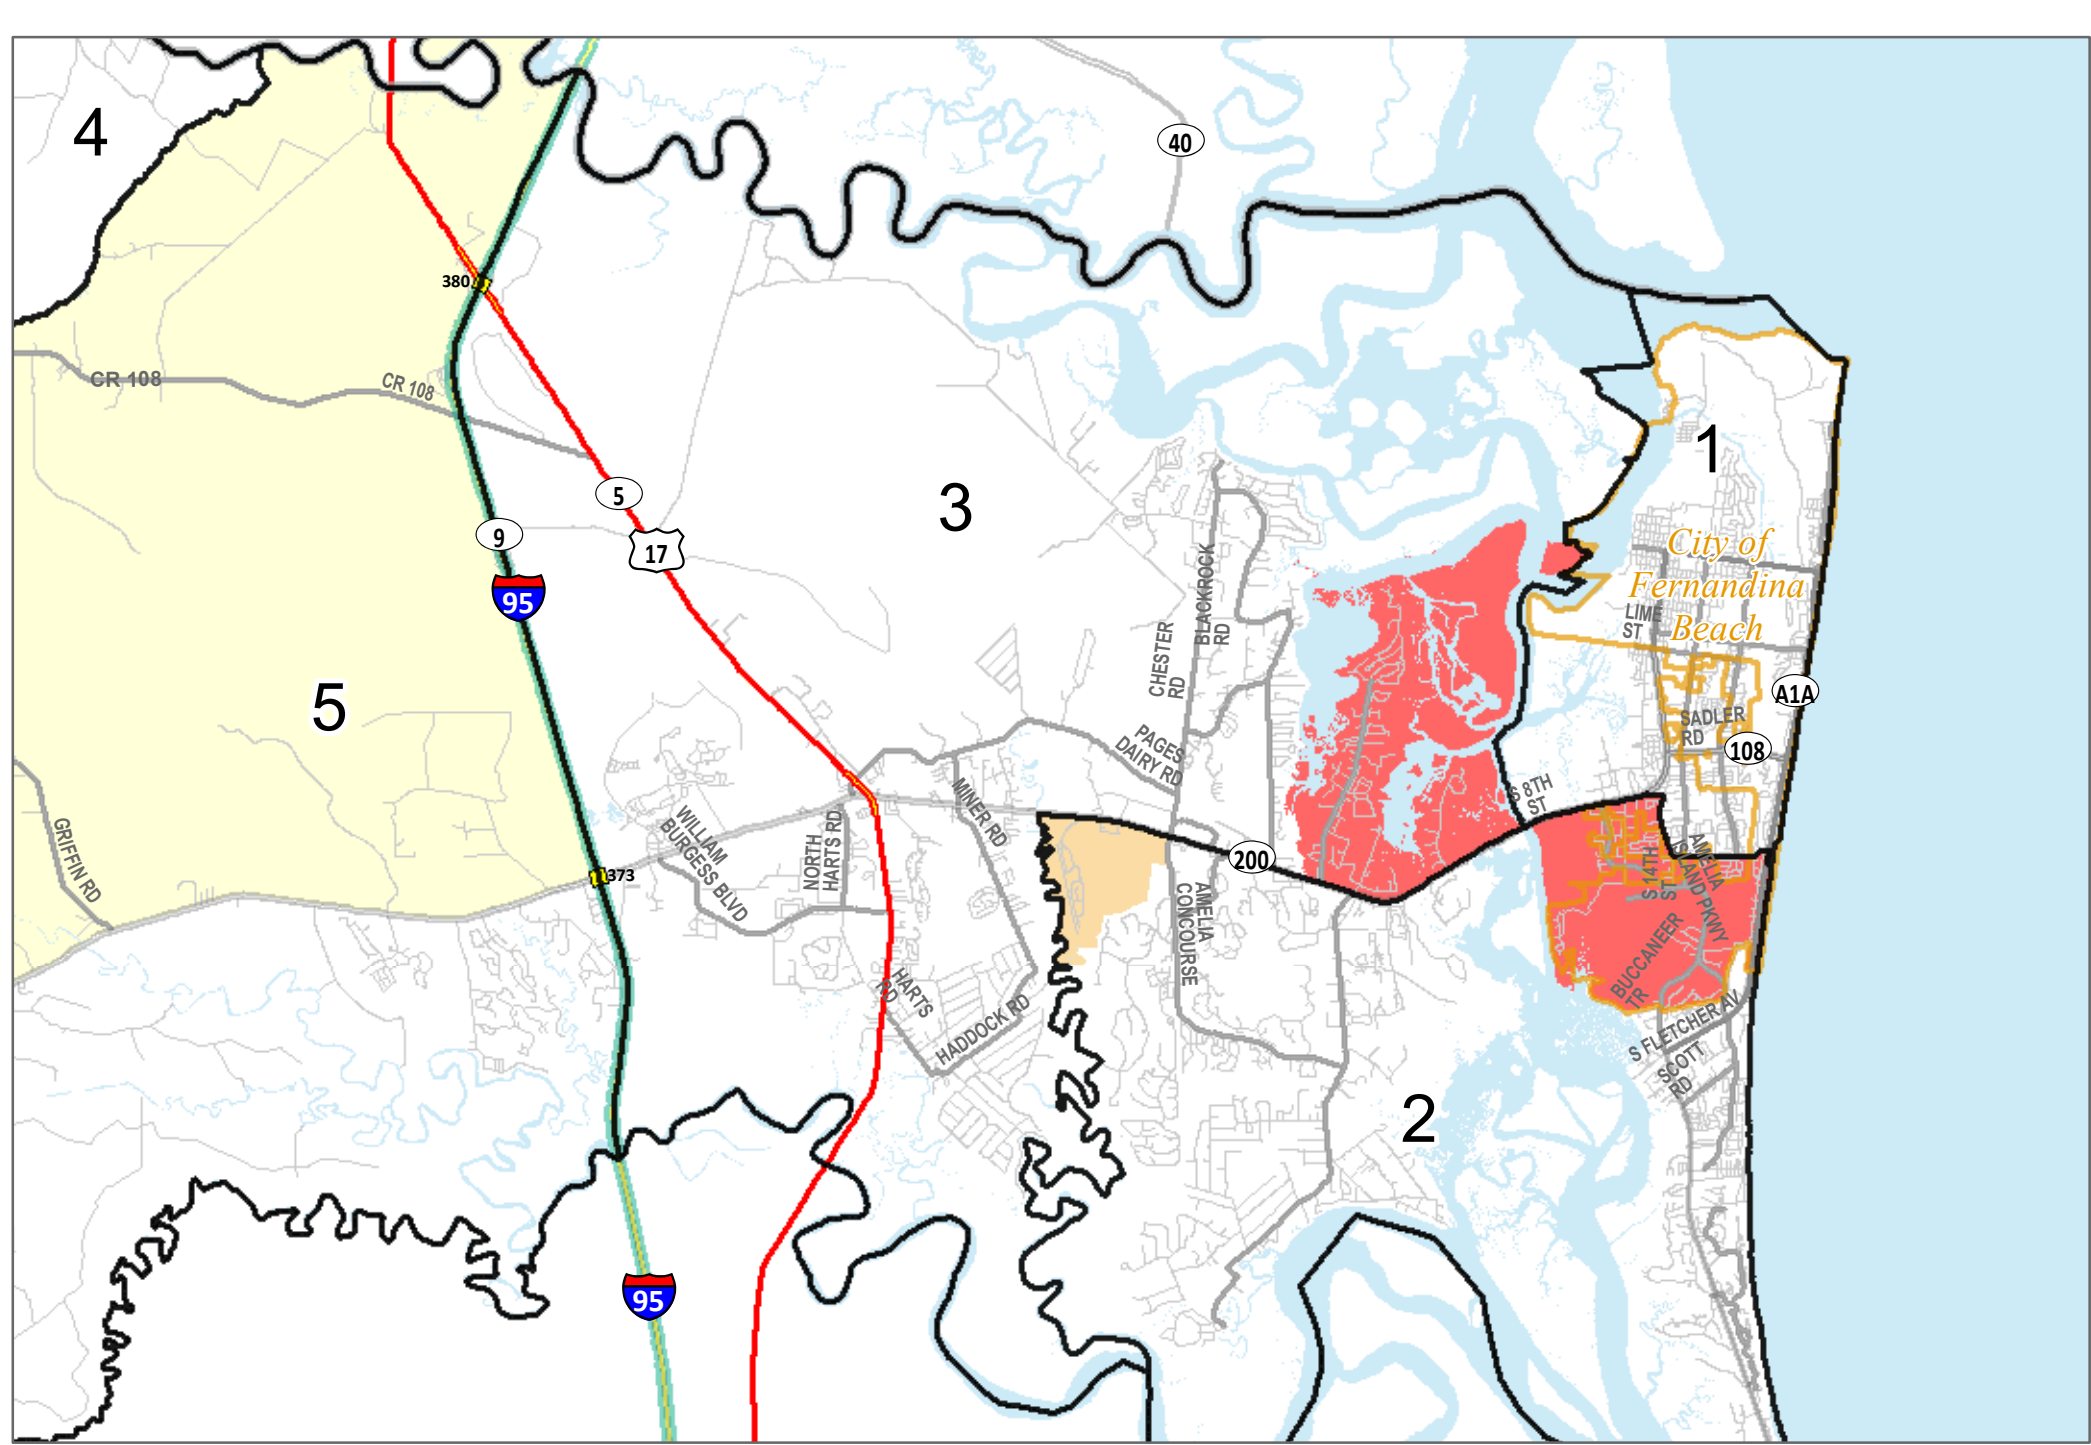 4
40
380
CR 108
CR 108
1
5
3
9
17
95
City of
Fernandina
Beach
LIME
ST
BLACKROCK
RD
CHESTER
RD
5
A1A
SADLER
RD
108
PAGES
DAIRY RD
S 8TH
ST
MINER RD
WILLIAM
BURGESS BLVD
NORTH
HARTS RD
GRIFFIN RD
373
200
AMELIA
CONCOURSE
S 14TH
ST
AMELIA
ISLAND PKWY
BUCCANEER
TR
HARTS
RD
HADDOCK RD
S FLETCHER AV
SCOTT
RD
2
95